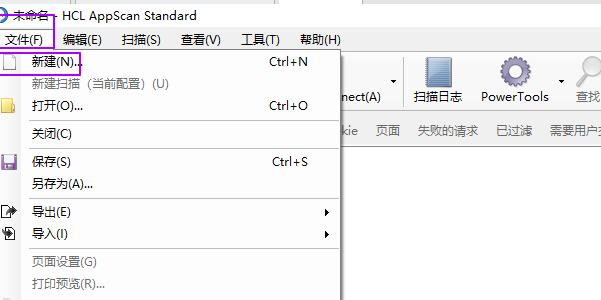 未命名 - HCL AppScan Standard
文件(F) 编辑(E) 扫描(S) 查看(V) 工具(T) 帮助(H)
新建(N)... Ctrl+N
新建扫描（当前配置）(U)
打开(O)... Ctrl+O
关闭(C)
保存(S) Ctrl+S
另存为(A)...
导出(E)
导入(I)
页面设置(G)
打印预览(R)...
nect(A) 扫描日志 PowerTools 查找
kie 页面 失败的请求 已过滤 需要用户交